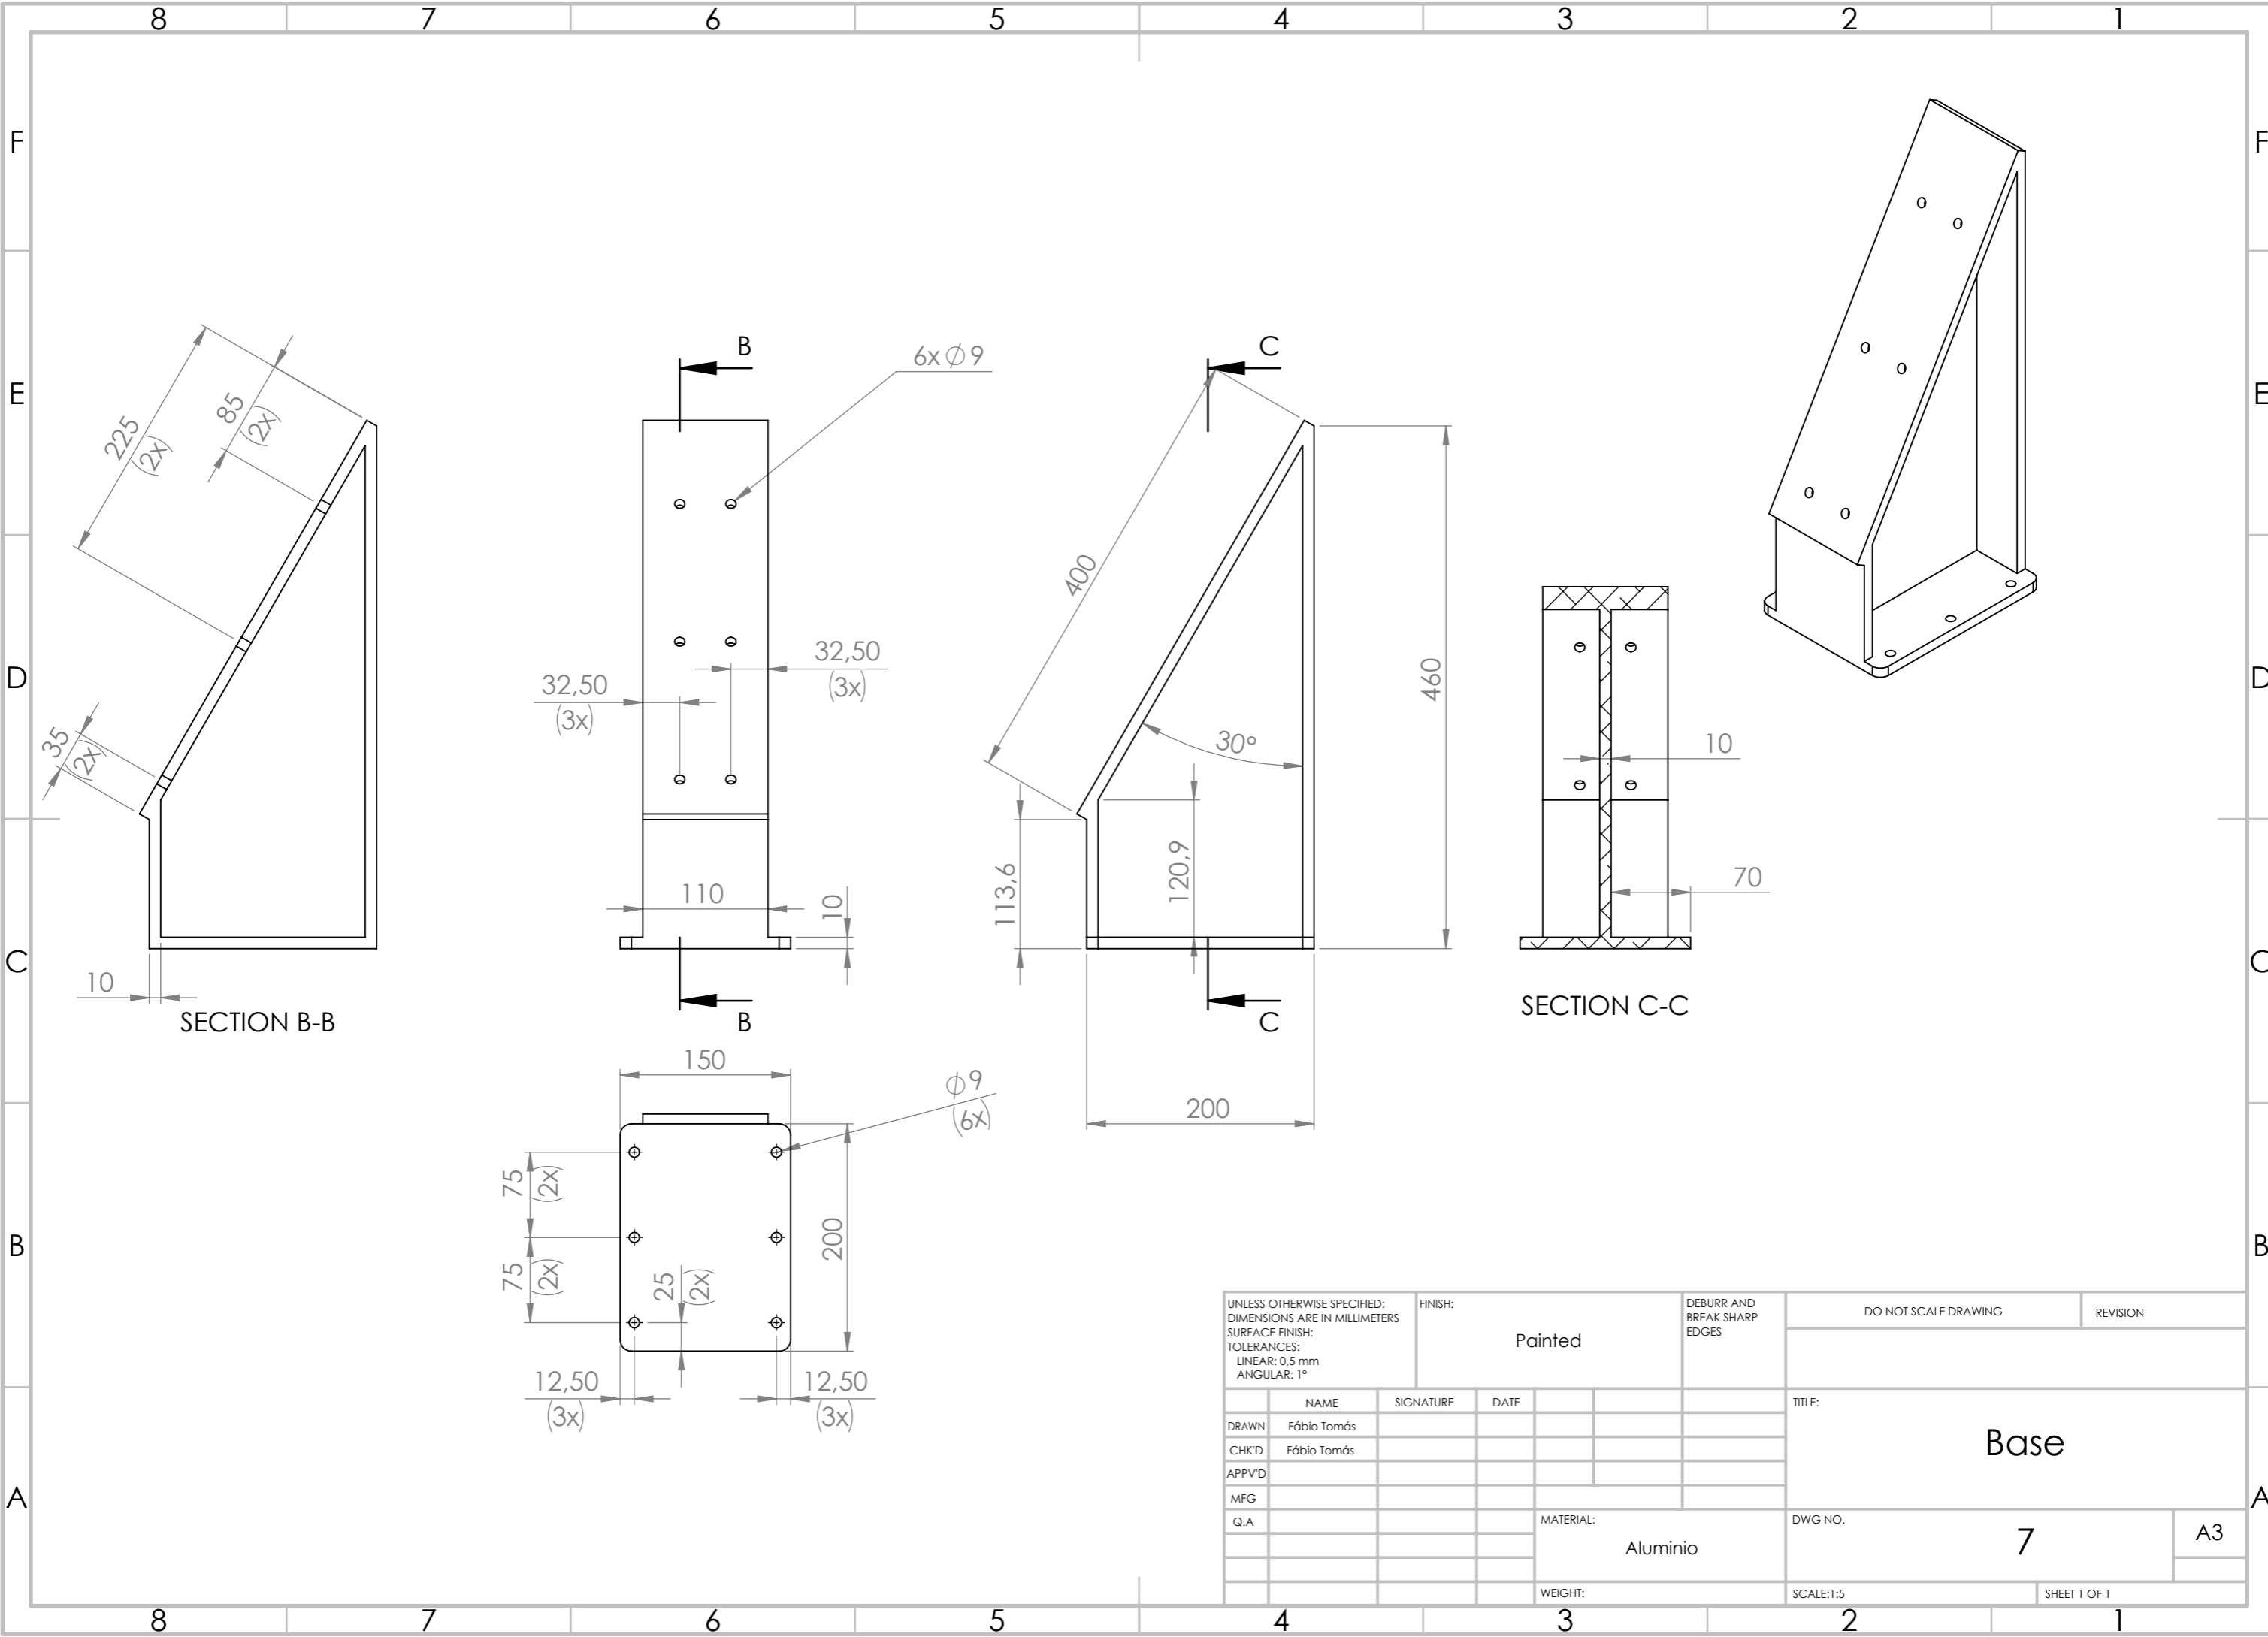 8 7 6 5 4 3 2 1
F F
E E
D D
C C
B B
A A
225
(2x)
85
(2x)
35
(2x)
10
SECTION B-B
B
6x ∅9
32,50
(3x)
32,50
(3x)
110
10
B
C
400
30°
460
120,9
113,6
C
200
10
70
SECTION C-C
150
∅9
(6x)
75
(2x)
75
(2x)
25
(2x)
200
12,50
(3x)
12,50
(3x)
UNLESS OTHERWISE SPECIFIED:
DIMENSIONS ARE IN MILLIMETERS
SURFACE FINISH:
TOLERANCES:
LINEAR: 0,5 mm
ANGULAR: 1°
FINISH:
Painted
DEBURR AND
BREAK SHARP
EDGES
DO NOT SCALE DRAWING
REVISION
NAME SIGNATURE DATE
DRAWN Fábio Tomás
CHK'D Fábio Tomás
APPV'D
MFG
Q.A
TITLE:
Base
MATERIAL:
Aluminio
DWG NO.
7
A3
WEIGHT:
SCALE:1:5
SHEET 1 OF 1
8 7 6 5 4 3 2 1